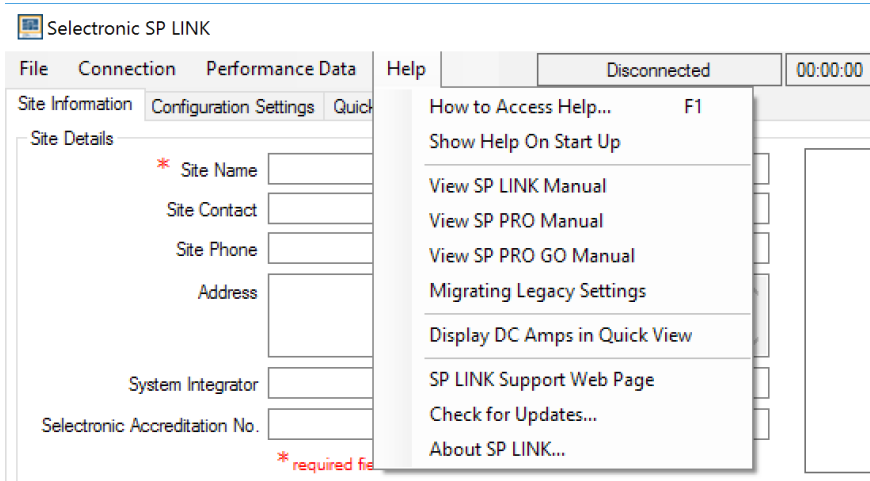 Selectronic SP LINK
File Connection Performance Data Help Disconnected 00:00:00
Site Information Configuration Settings Quick
How to Access Help... F1
Show Help On Start Up
View SP LINK Manual
View SP PRO Manual
View SP PRO GO Manual
Migrating Legacy Settings
Display DC Amps in Quick View
SP LINK Support Web Page
Check for Updates...
About SP LINK...
Site Details
* Site Name
Site Contact
Site Phone
Address
System Integrator
Selectronic Accreditation No.
* required